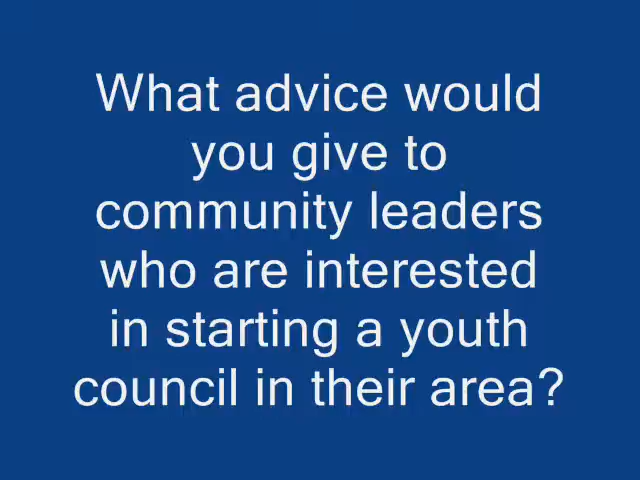 What advice would
you give to
community leaders
who are interested
in starting a youth
council in their area?